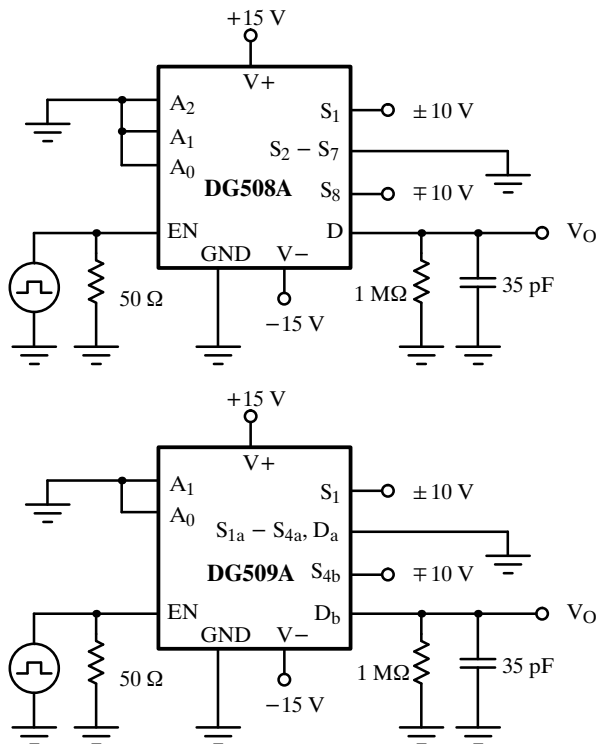 +15 V
V+
A2
S1
± 10 V
A1
S2 − S7
A0
DG508A
S8
∓ 10 V
EN
D
VO
GND
V−
50 Ω
1 MΩ
35 pF
−15 V
+15 V
V+
A1
S1
± 10 V
A0
S1a − S4a, Da
DG509A
S4b
∓ 10 V
EN
Db
VO
GND
V−
50 Ω
1 MΩ
35 pF
−15 V